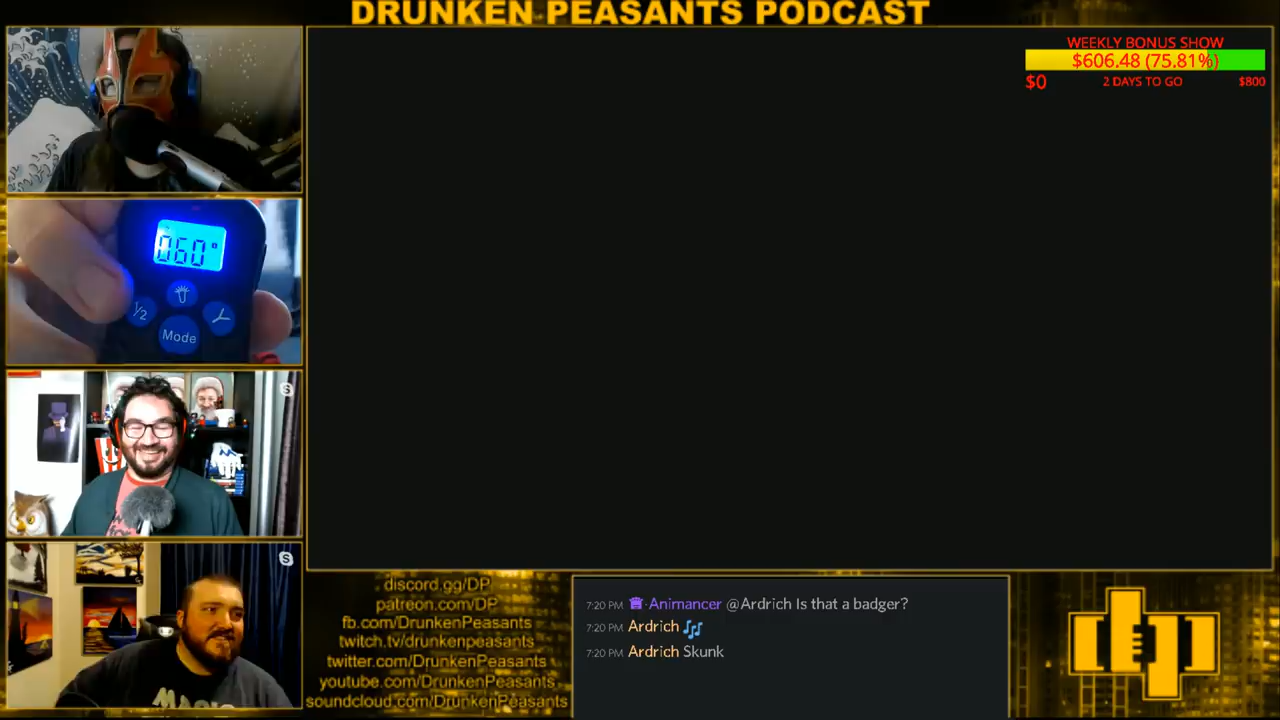 DRUNKEN PEASANTS PODCAST
WEEKLY BONUS SHOW
$606.48 (75.81%)
$0 2 DAYS TO GO $800
060°
1/2
Mode
discord.gg/DP
patreon.com/DP
fb.com/DrunkenPeasants
twitch.tv/drunkenpeasants
twitter.com/DrunkenPeasants
youtube.com/DrunkenPeasants
soundcloud.com/DrunkenPeasants
7:20 PM Animancer @Ardrich Is that a badger?
7:20 PM Ardrich 🎶
7:20 PM Ardrich Skunk